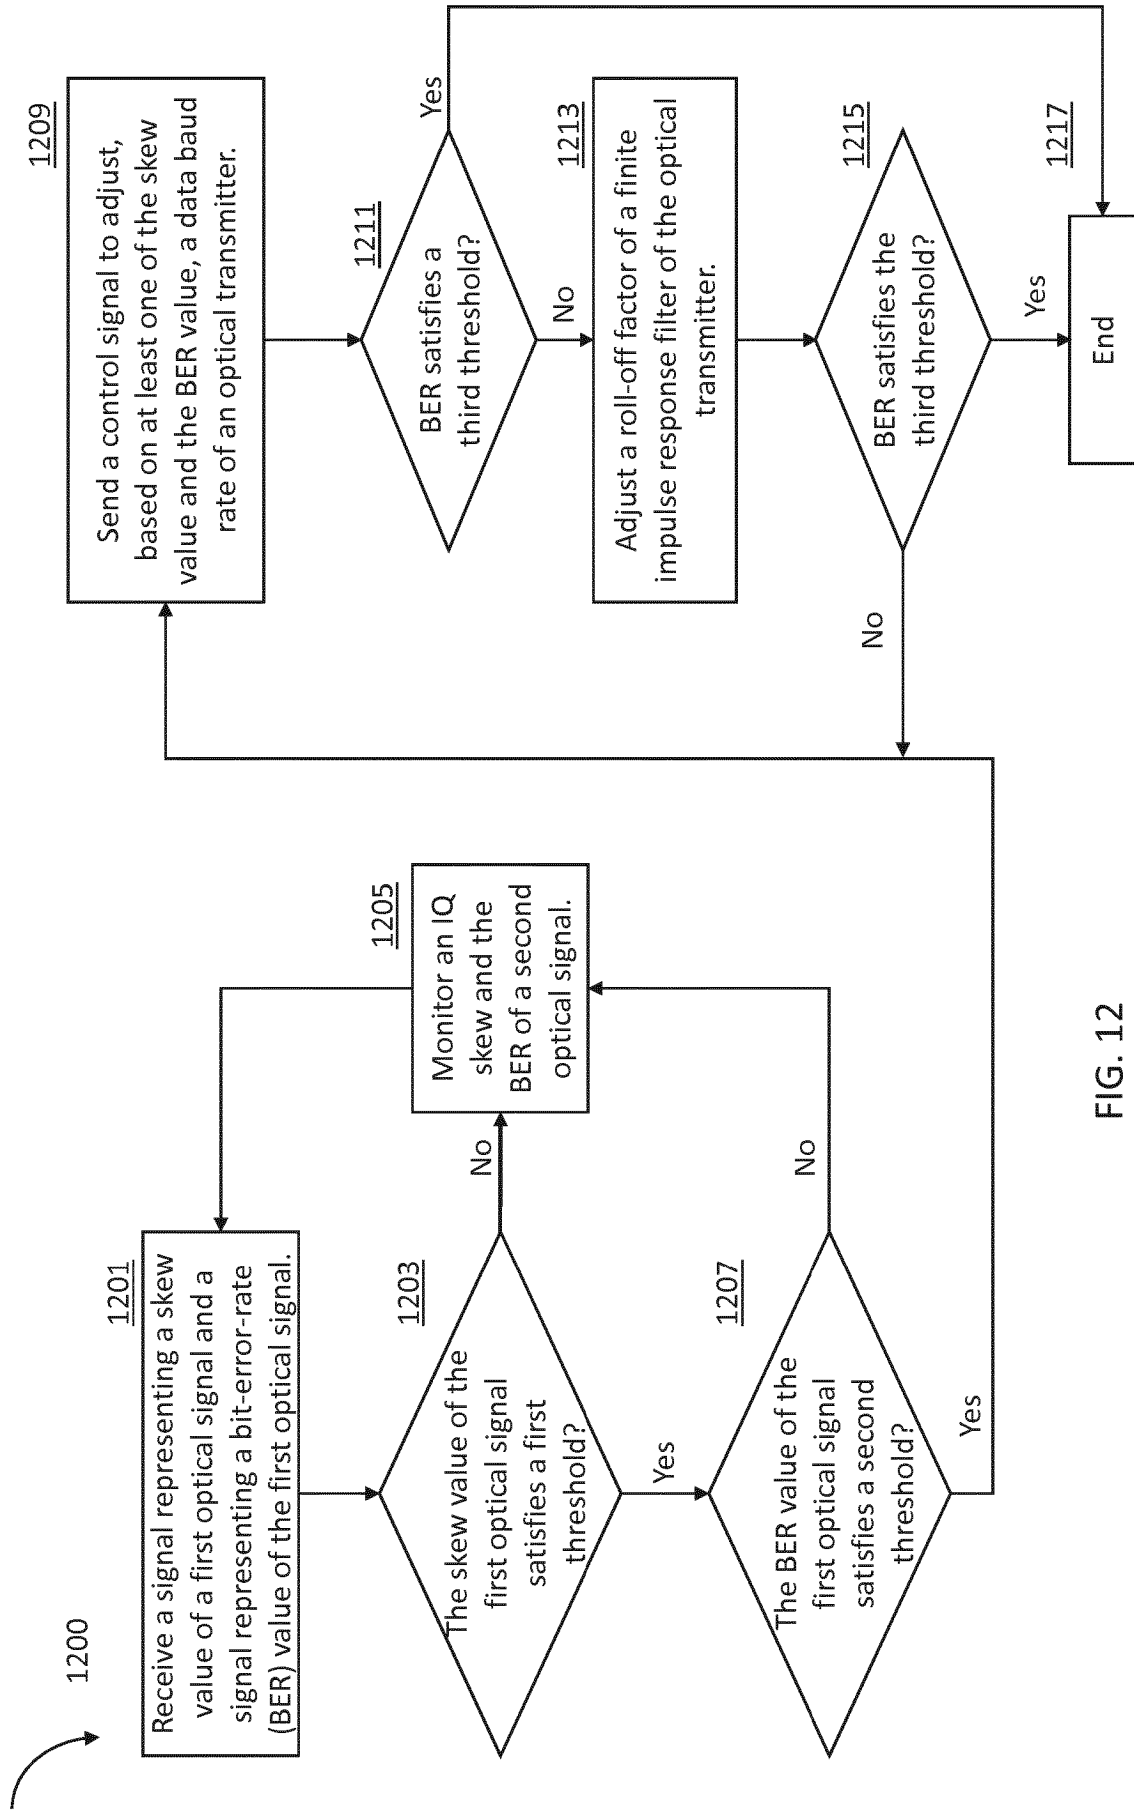 1200
1201
Receive a signal representing a skew
value of a first optical signal and a
signal representing a bit-error-rate
(BER) value of the first optical signal.
1203
The skew value of the
first optical signal
satisfies a first
threshold?
No
Yes
1205
Monitor an IQ
skew and the
BER of a second
optical signal.
1207
The BER value of the
first optical signal
satisfies a second
threshold?
No
Yes
1209
Send a control signal to adjust,
based on at least one of the skew
value and the BER value, a data baud
rate of an optical transmitter.
1211
BER satisfies a
third threshold?
Yes
No
1213
Adjust a roll-off factor of a finite
impulse response filter of the optical
transmitter.
1215
BER satisfies the
third threshold?
No
Yes
1217
End
FIG. 12